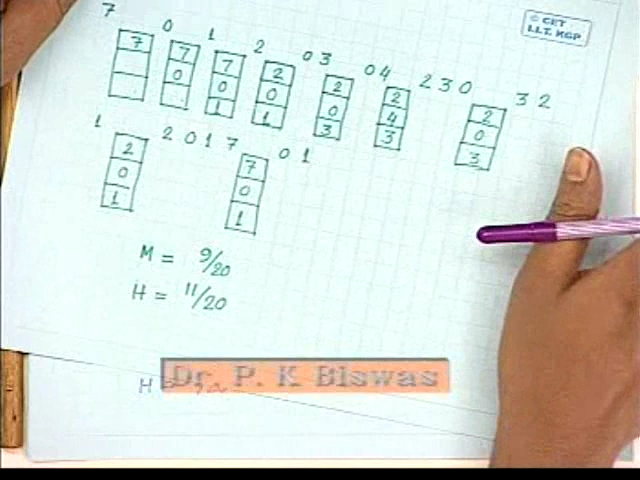 © CET
I.I.T. KGP
7 0 1 2 0 3 0 4 2 3 0 3 2
7 7 7 2 2 2 2
0 0 0 0 4 0
1 1 3 3 3
1 2 0 1 7 0 1
2 7
0 0
1 1
M = 9/20
H = 11/20
H =
Dr. P. K Biswas